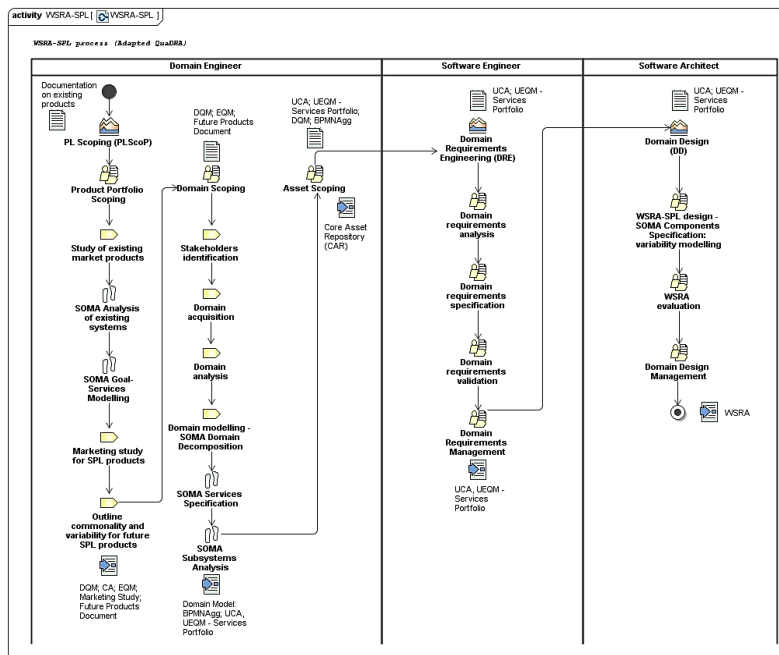 activity WSRA-SPL [ WSRA-SPL ]
WSRA-SPL process (Adapted QuaDRA)
Domain Engineer
Software Engineer
Software Architect
Documentation
on existing
products
PL Scoping (PLScoP)
Product Portfolio
Scoping
Study of existing
market products
SOMA Analysis
of existing
systems
SOMA Goal-
Services
Modelling
Marketing study
for SPL products
Outline
commonality and
variability for future
SPL products
DQM; CA; EQM;
Marketing Study;
Future Products
Document
DQM; EQM;
Future Products
Document
Domain Scoping
Stakeholders
identification
Domain
acquisition
Domain
analysis
Domain modelling -
SOMA Domain
Decomposition
SOMA Services
Specification
SOMA
Subsystems
Analysis
Domain Model:
BPMNAgg; UCA,
UEQM - Services
Portfolio
UCA; UEQM -
Services Portfolio;
DQM; BPMNAgg
Asset Scoping
Core Asset
Repository
(CAR)
UCA; UEQM -
Services
Portfolio
Domain
Requirements
Engineering (DRE)
Domain
requirements
analysis
Domain
requirements
specification
Domain
requirements
validation
Domain
Requirements
Management
UCA, UEQM -
Services
Portfolio
UCA; UEQM -
Services
Portfolio
Domain Design
(DD)
WSRA-SPL design -
SOMA Components
Specification:
variability modelling
WSRA
evaluation
Domain Design
Management
WSRA